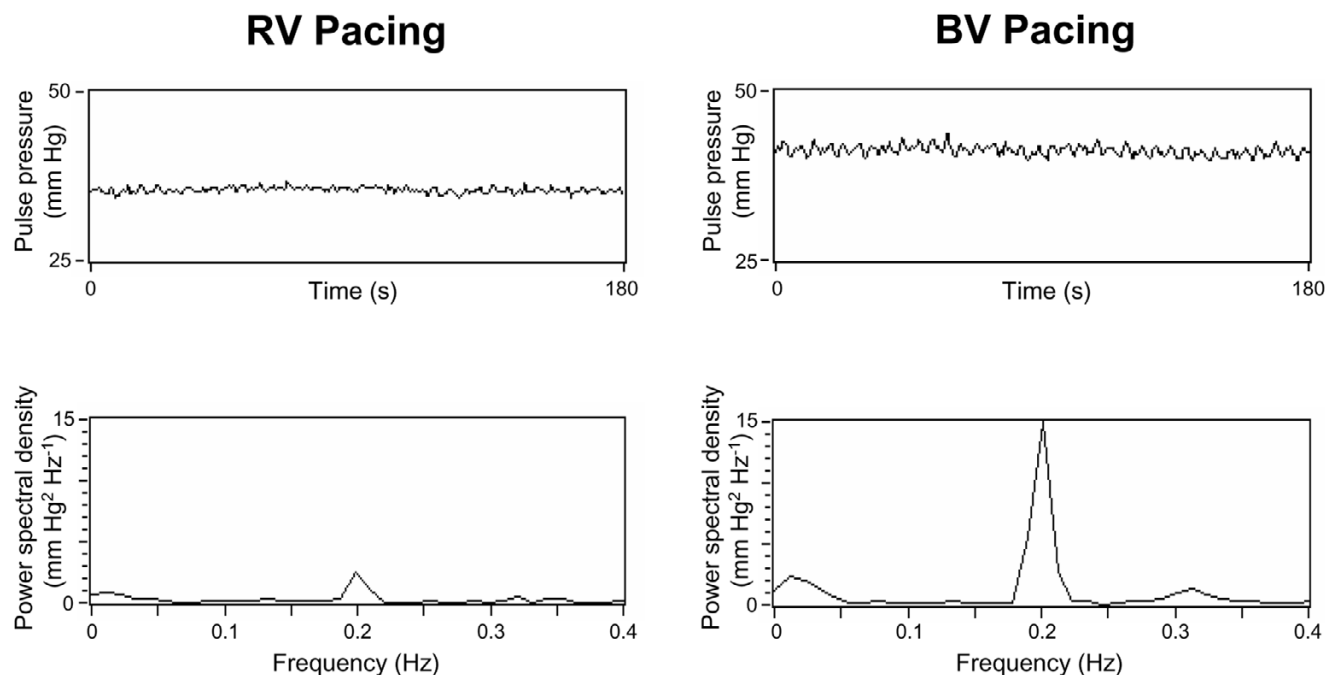 RV Pacing
50
25
Pulse pressure
(mm Hg)
0
180
Time (s)
15
0
Power spectral density
(mm Hg² Hz⁻¹)
0
0.1
0.2
0.3
0.4
Frequency (Hz)
BV Pacing
50
25
Pulse pressure
(mm Hg)
0
180
Time (s)
15
0
Power spectral density
(mm Hg² Hz⁻¹)
0
0.1
0.2
0.3
0.4
Frequency (Hz)